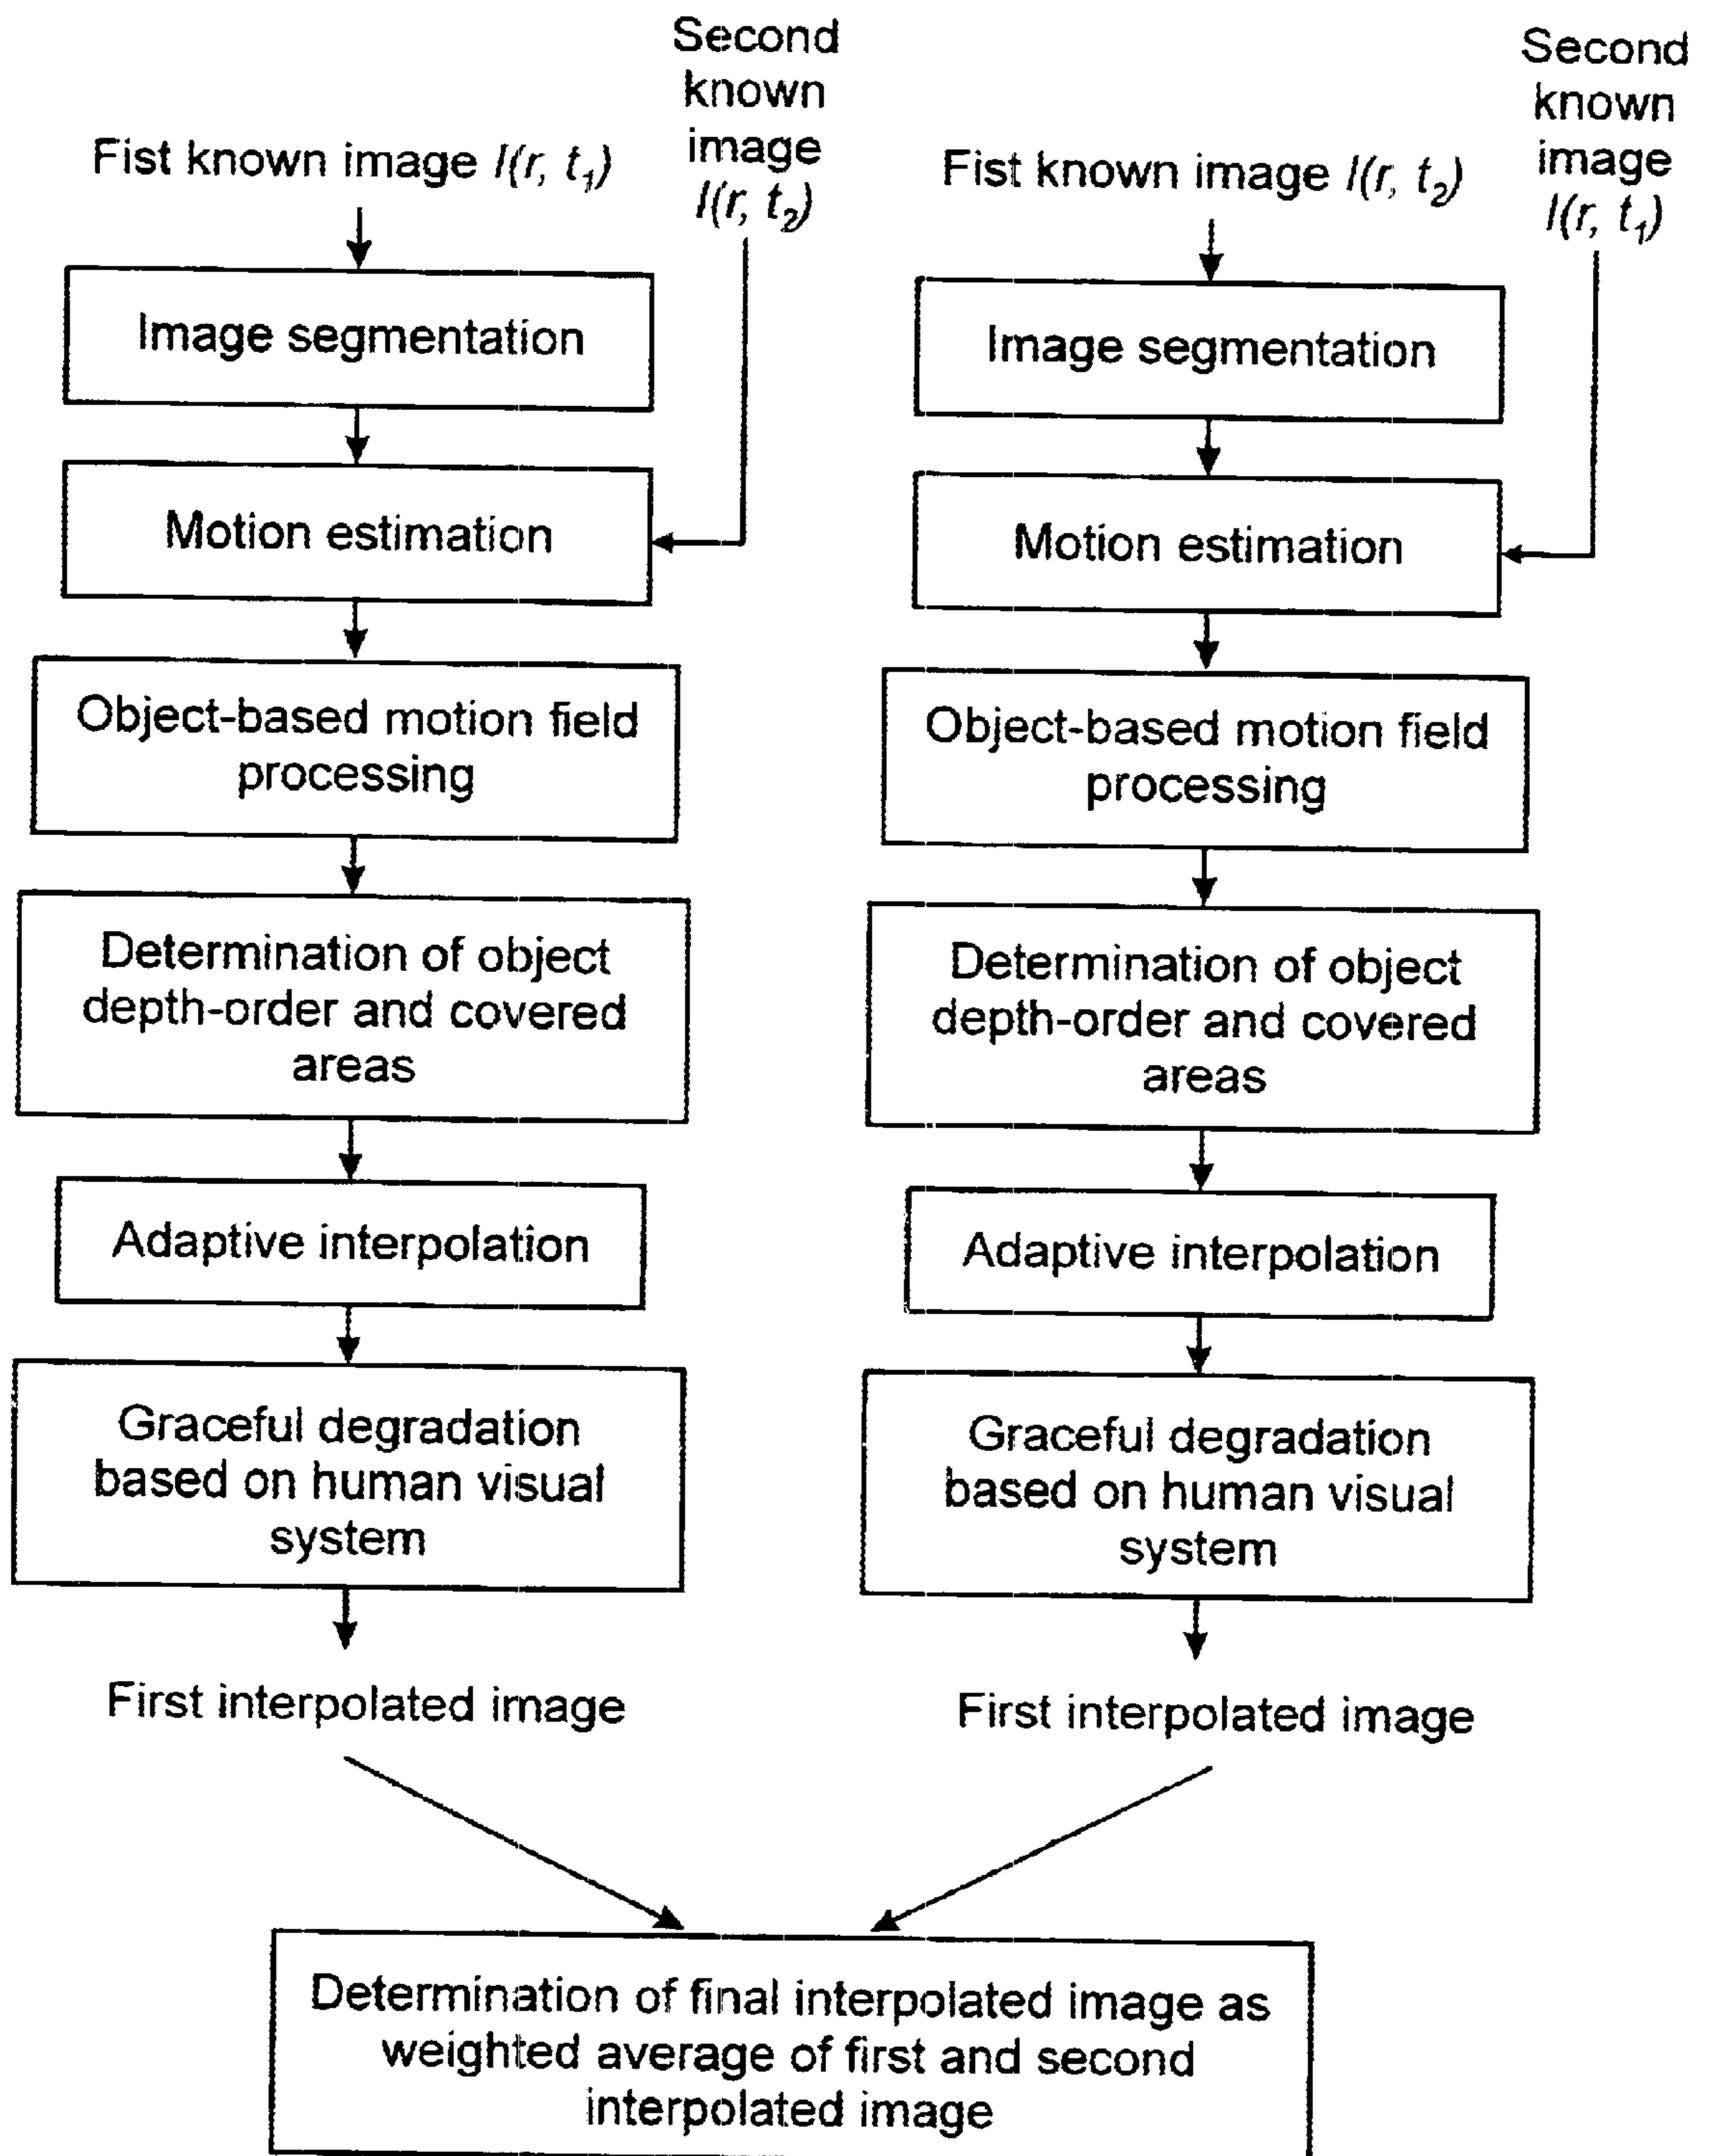 Second
known
image
I(r, t₂)
Fist known image I(r, t₁)
Image segmentation
Motion estimation
Object-based motion field
processing
Determination of object
depth-order and covered
areas
Adaptive interpolation
Graceful degradation
based on human visual
system
First interpolated image
Second
known
image
I(r, t₁)
Fist known image I(r, t₂)
Image segmentation
Motion estimation
Object-based motion field
processing
Determination of object
depth-order and covered
areas
Adaptive interpolation
Graceful degradation
based on human visual
system
First interpolated image
Determination of final interpolated image as
weighted average of first and second
interpolated image